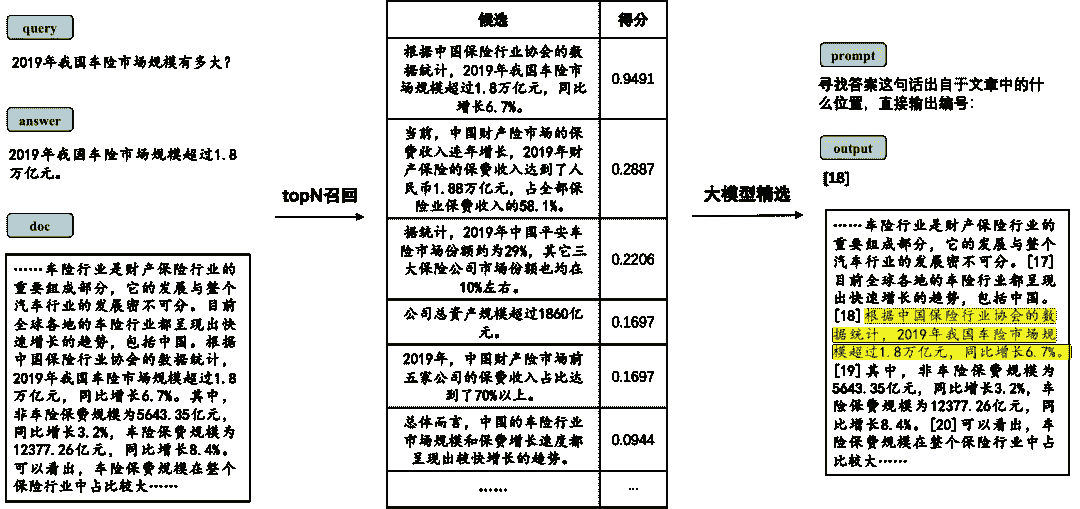 query
2019年我国车险市场规模有多大?
answer
2019年我国车险市场规模超过1.8
万亿元。
doc
……车险行业是财产保险行业的
重要组成部分，它的发展与整个
汽车行业的发展密不可分。目前
全球各地的车险行业都呈现出快
速增长的趋势，包括中国。根据
中国保险行业协会的数据统计，
2019年我国车险市场规模超过1.8
万亿元，同比增长6.7%。其中，
非车险保费规模为5643.35亿元，
同比增长3.2%，车险保费规模为
12377.26亿元，同比增长8.4%。
可以看出，车险保费规模在整个
保险行业中占比较大……
topN召回
候选 得分
根据中国保险行业协会的数
据统计，2019年我国车险市
场规模超过1.8万亿元，同比
增长6.7%。
0.9491
当前，中国财产险市场的保
费收入连年增长，2019年财
产保险的保费收入达到了人
民币1.88万亿元，占全部保
险业保费收入的58.1%。
0.2887
据统计，2019年中国平安车
险市场份额约为29%，其它三
大保险公司市场份额也均在
10%左右。
0.2206
公司总资产规模超过1860亿
元。
0.1697
2019年，中国财产险市场前
五家公司的保费收入占比达
到了70%以上。
0.1697
总体而言，中国的车险行业
市场规模和保费增长速度都
呈现出较快增长的趋势。
0.0944
…… …
大模型精选
prompt
寻找答案这句话出自于文章中的什
么位置，直接输出编号：
output
[18]
……车险行业是财产保险行业的
重要组成部分，它的发展与整个
汽车行业的发展密不可分。[17]
目前全球各地的车险行业都呈现
出快速增长的趋势，包括中国。
[18]根据中国保险行业协会的数
据统计，2019年我国车险市场规
模超过1.8万亿元，同比增长6.7%。
[19]其中，非车险保费规模为
5643.35亿元，同比增长3.2%，车
险保费规模为12377.26亿元，同
比增长8.4%。[20]可以看出，车
险保费规模在整个保险行业中占
比较大……